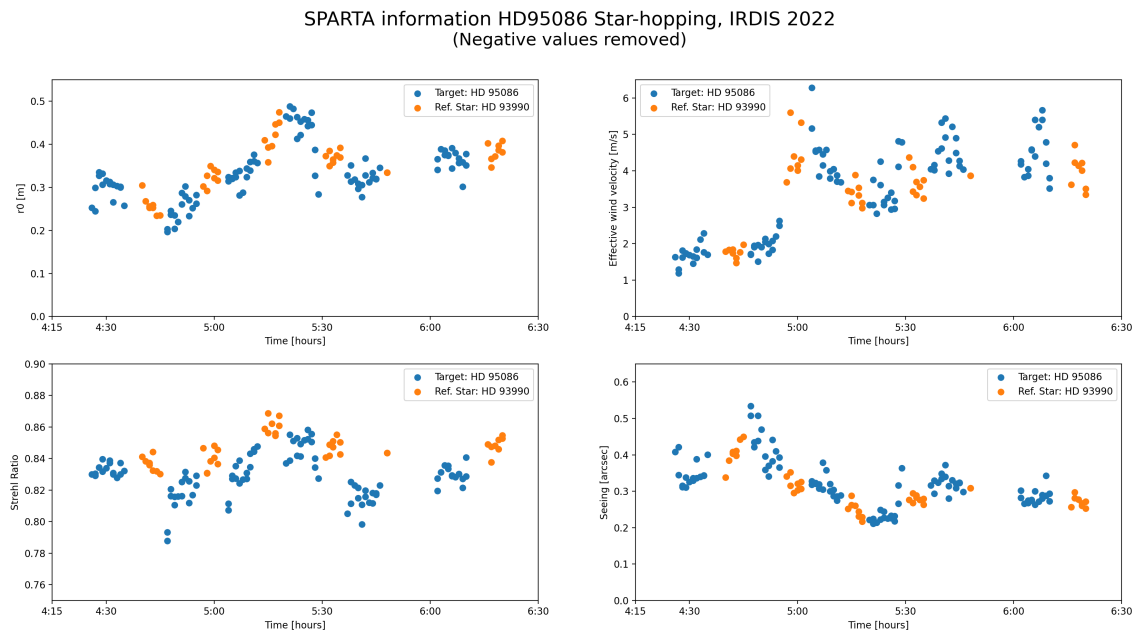 SPARTA information HD95086 Star-hopping, IRDIS 2022
(Negative values removed)
r0 [m]
0.5
0.4
0.3
0.2
0.1
0.0
Target: HD 95086
Ref. Star: HD 93990
4:15 4:30 5:00 5:30 6:00 6:30
Time [hours]
Effective wind velocity [m/s]
6
5
4
3
2
1
0
Target: HD 95086
Ref. Star: HD 93990
4:15 4:30 5:00 5:30 6:00 6:30
Time [hours]
Strehl Ratio
0.90
0.88
0.86
0.84
0.82
0.80
0.78
0.76
Target: HD 95086
Ref. Star: HD 93990
4:15 4:30 5:00 5:30 6:00 6:30
Time [hours]
Seeing [arcsec]
0.6
0.5
0.4
0.3
0.2
0.1
0.0
Target: HD 95086
Ref. Star: HD 93990
4:15 4:30 5:00 5:30 6:00 6:30
Time [hours]